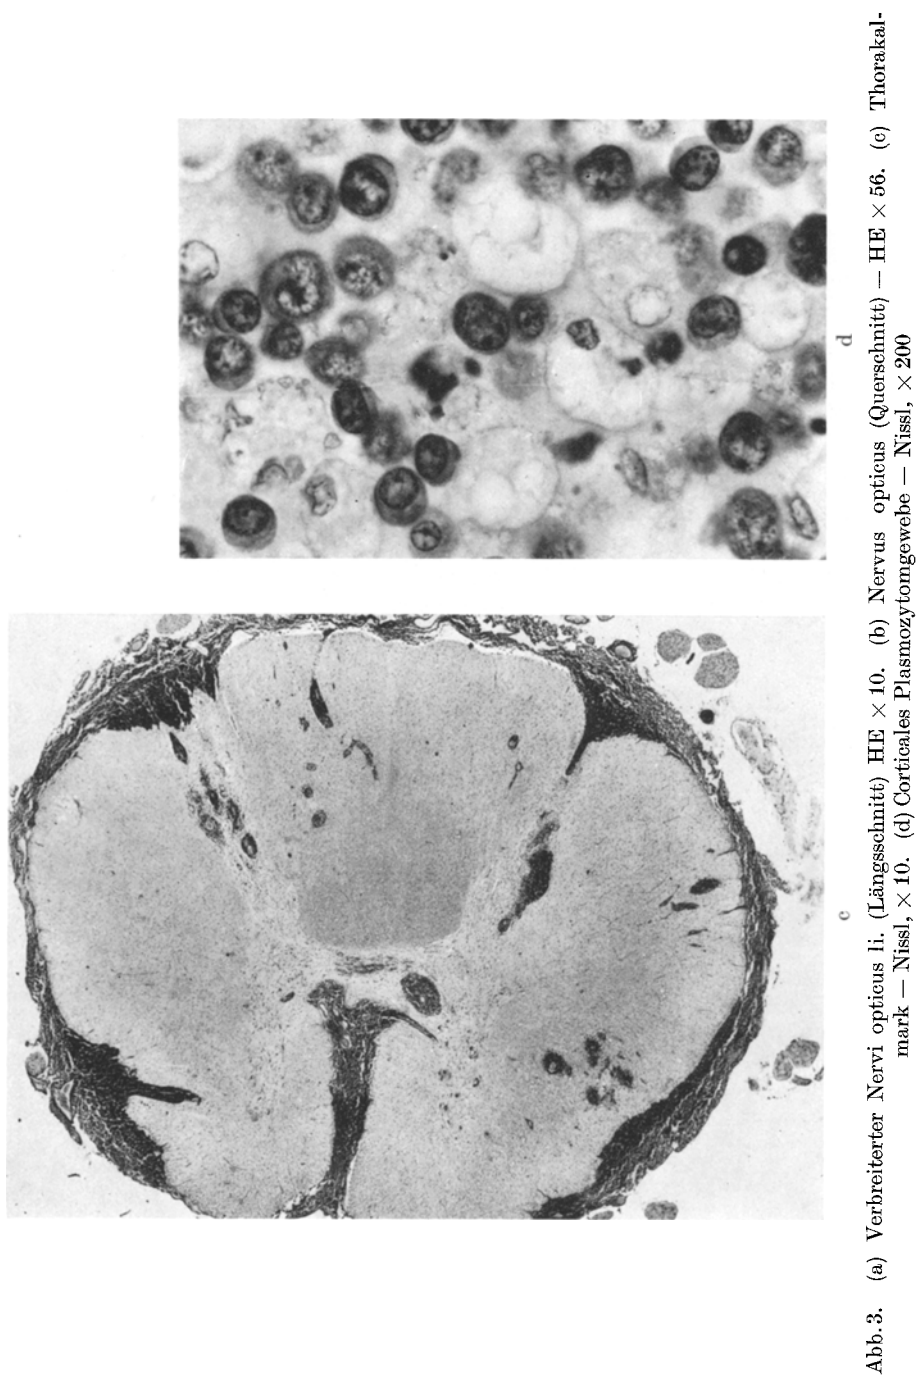 d
c
Abb. 3. (a) Verbreiterter Nervi opticus li. (Längsschnitt) HE × 10. (b) Nervus opticus (Querschnitt) — HE × 56. (c) Thorakal-
mark — Nissl, × 10. (d) Corticales Plasmozytomgewebe — Nissl, × 200